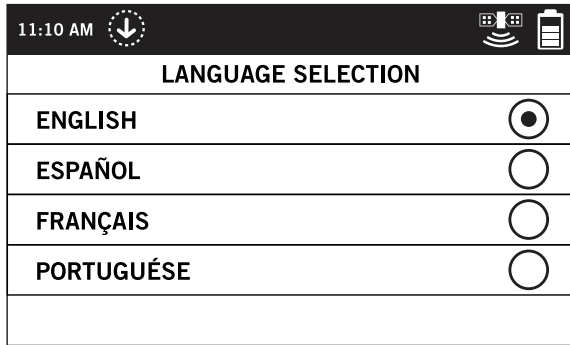 11:10 AM
LANGUAGE SELECTION
ENGLISH
ESPAÑOL
FRANÇAIS
PORTUGUÉSE